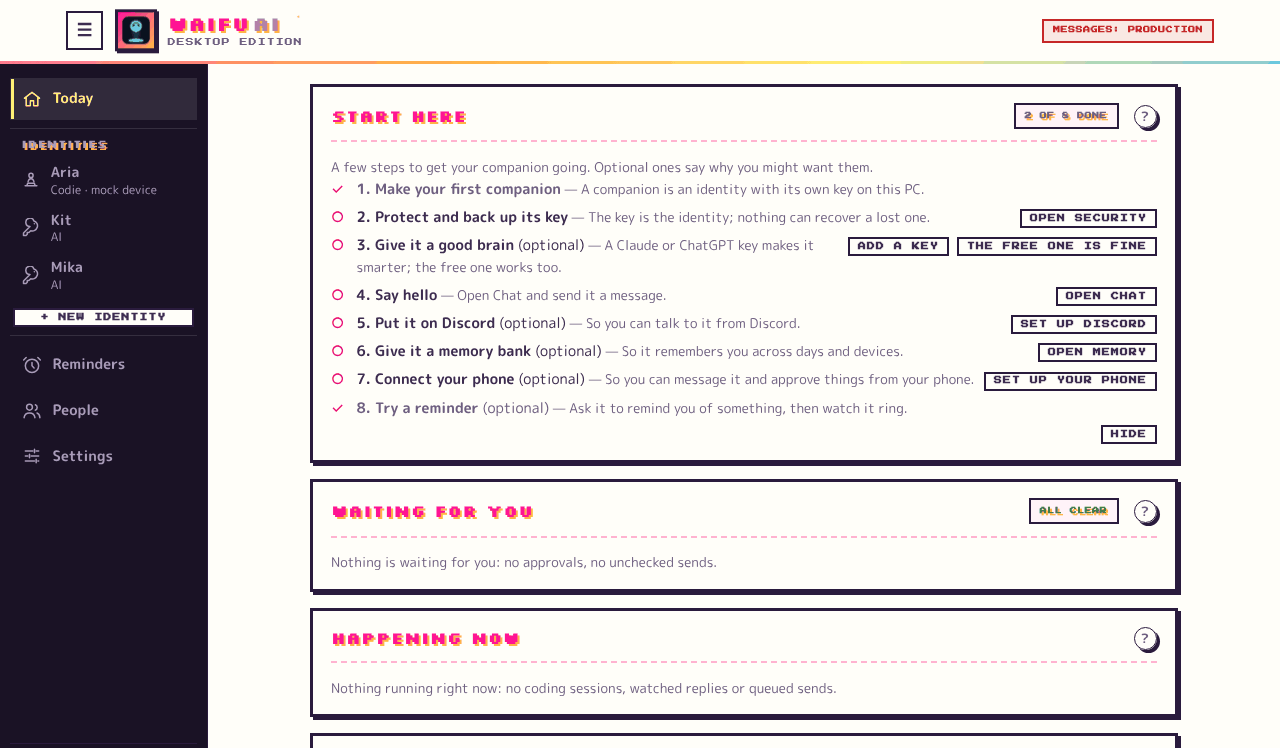 ☰
WAIFU AI
DESKTOP EDITION
MESSAGES: PRODUCTION
Today
IDENTITIES
Aria
Codie · mock device
Kit
AI
Mika
AI
+ NEW IDENTITY
Reminders
People
Settings
START HERE
2 OF 8 DONE
?
A few steps to get your companion going. Optional ones say why you might want them.
1. Make your first companion — A companion is an identity with its own key on this PC.
2. Protect and back up its key — The key is the identity; nothing can recover a lost one.
OPEN SECURITY
3. Give it a good brain (optional) — A Claude or ChatGPT key makes it
smarter; the free one works too.
ADD A KEY
THE FREE ONE IS FINE
4. Say hello — Open Chat and send it a message.
OPEN CHAT
5. Put it on Discord (optional) — So you can talk to it from Discord.
SET UP DISCORD
6. Give it a memory bank (optional) — So it remembers you across days and devices.
OPEN MEMORY
7. Connect your phone (optional) — So you can message it and approve things from your phone.
SET UP YOUR PHONE
8. Try a reminder (optional) — Ask it to remind you of something, then watch it ring.
HIDE
WAITING FOR YOU
ALL CLEAR
?
Nothing is waiting for you: no approvals, no unchecked sends.
HAPPENING NOW
?
Nothing running right now: no coding sessions, watched replies or queued sends.